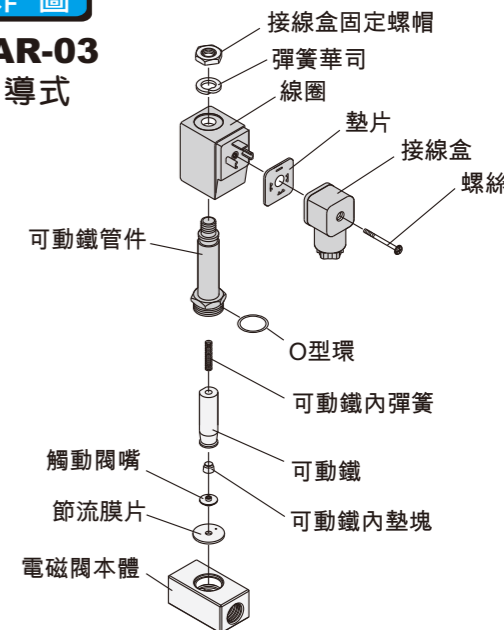 圖
AR-03
導式
接線盒固定螺帽
彈簧華司
線圈
墊片
接線盒
螺絲
可動鐵管件
O型環
可動鐵內彈簧
可動鐵
觸動閥嘴
節流膜片
可動鐵內墊塊
電磁閥本體